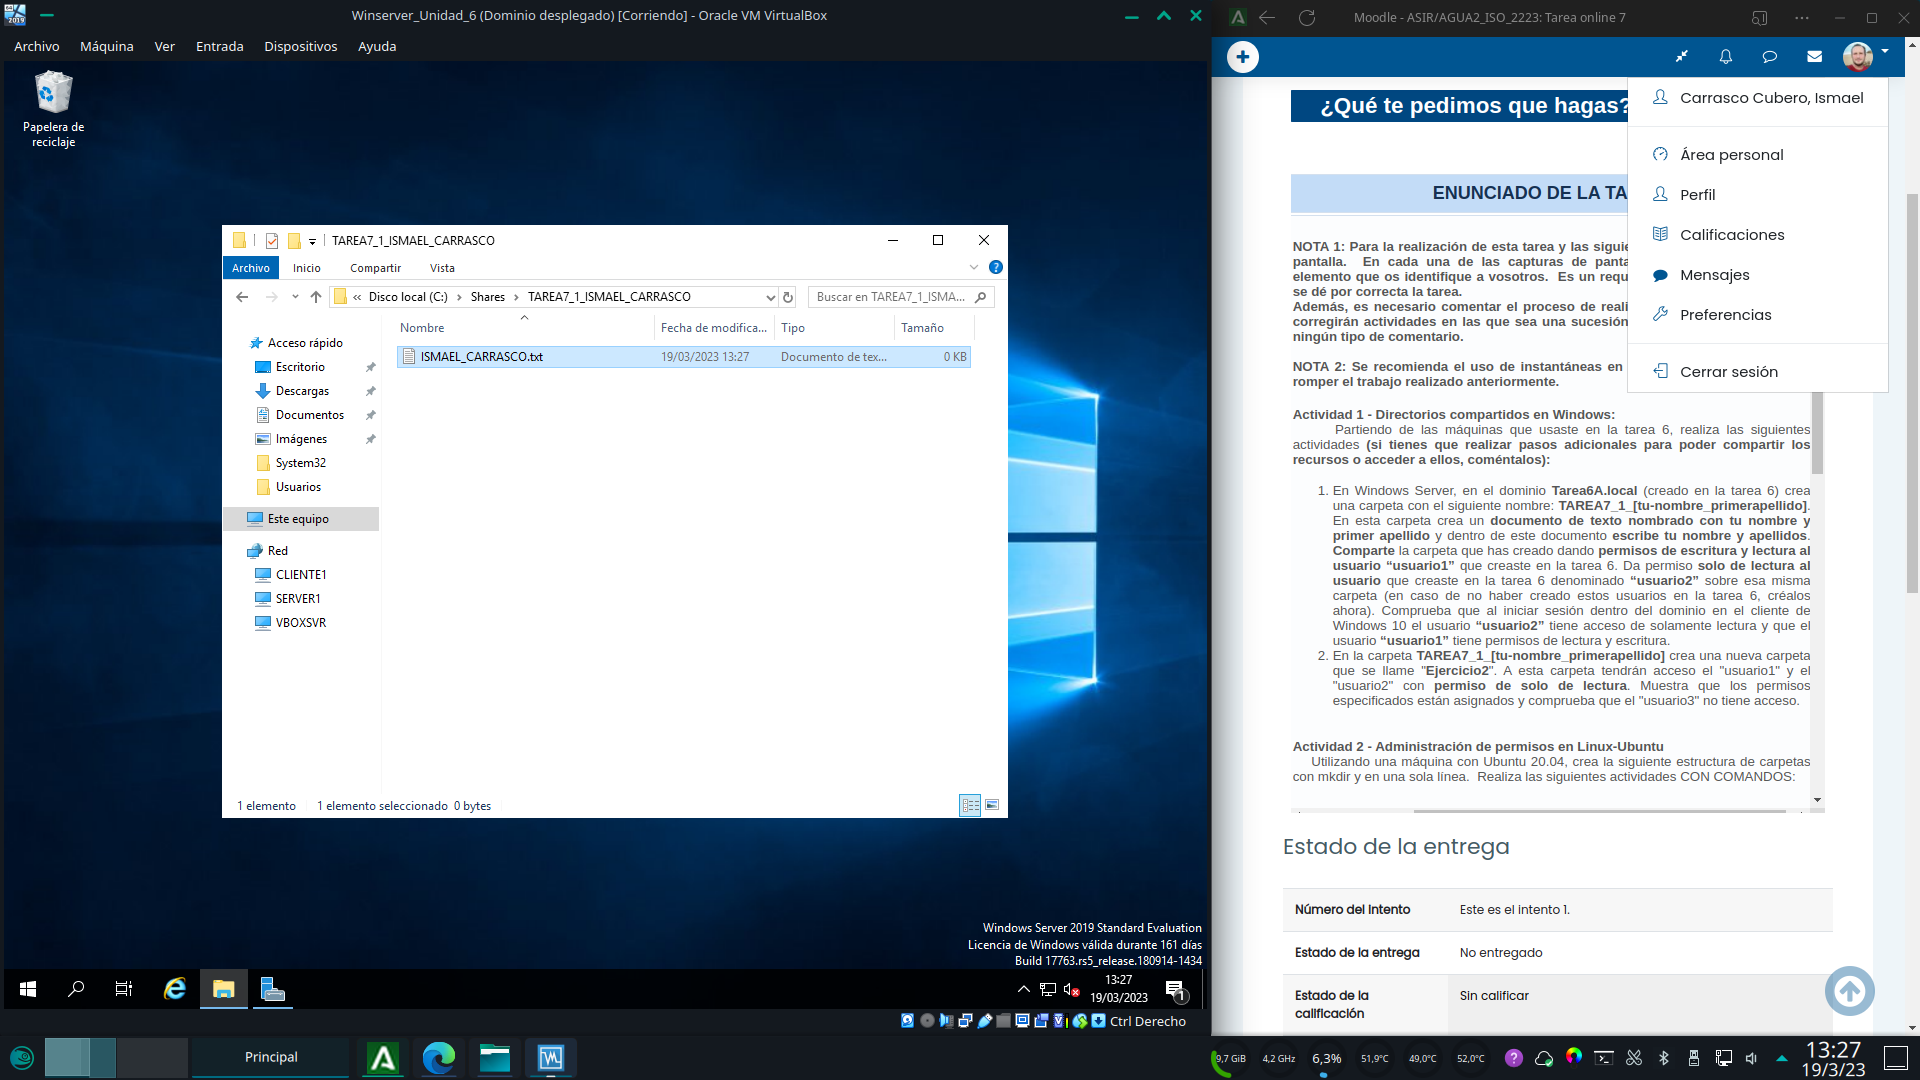 Winserver_Unidad_6 (Dominio desplegado) [Corriendo] - Oracle VM VirtualBox
Archivo Máquina Ver Entrada Dispositivos Ayuda
Papelera de
reciclaje
TAREA7_1_ISMAEL_CARRASCO
Archivo Inicio Compartir Vista
Disco local (C:) Shares TAREA7_1_ISMAEL_CARRASCO
Buscar en TAREA7_1_ISMA...
Nombre Fecha de modifica... Tipo Tamaño
ISMAEL_CARRASCO.txt 19/03/2023 13:27 Documento de tex... 0 KB
Acceso rápido
Escritorio
Descargas
Documentos
Imágenes
System32
Usuarios
Este equipo
Red
CLIENTE1
SERVER1
VBOXSVR
1 elemento 1 elemento seleccionado 0 bytes
Windows Server 2019 Standard Evaluation
Licencia de Windows válida durante 161 días
Build 17763.rs5_release.180914-1434
13:27
19/03/2023
1
Ctrl Derecho
Moodle - ASIR/AGUA2_ISO_2223: Tarea online 7
Carrasco Cubero, Ismael
Área personal
Perfil
Calificaciones
Mensajes
Preferencias
Cerrar sesión
¿Qué te pedimos que hagas?
ENUNCIADO DE LA TA
NOTA 1: Para la realización de esta tarea y las siguie
pantalla. En cada una de las capturas de panta
elemento que os identifique a vosotros. Es un requ
se dé por correcta la tarea.
Además, es necesario comentar el proceso de reali
corregirán actividades en las que sea una sucesión
ningún tipo de comentario.
NOTA 2: Se recomienda el uso de instantáneas en
romper el trabajo realizado anteriormente.
Actividad 1 - Directorios compartidos en Windows:
Partiendo de las máquinas que usaste en la tarea 6, realiza las siguientes
actividades (si tienes que realizar pasos adicionales para poder compartir los
recursos o acceder a ellos, coméntalos):
1. En Windows Server, en el dominio Tarea6A.local (creado en la tarea 6) crea
una carpeta con el siguiente nombre: TAREA7_1_[tu-nombre_primerapellido].
En esta carpeta crea un documento de texto nombrado con tu nombre y
primer apellido y dentro de este documento escribe tu nombre y apellidos.
Comparte la carpeta que has creado dando permisos de escritura y lectura al
usuario “usuario1” que creaste en la tarea 6. Da permiso solo de lectura al
usuario que creaste en la tarea 6 denominado “usuario2” sobre esa misma
carpeta (en caso de no haber creado estos usuarios en la tarea 6, créalos
ahora). Comprueba que al iniciar sesión dentro del dominio en el cliente de
Windows 10 el usuario “usuario2” tiene acceso de solamente lectura y que el
usuario “usuario1” tiene permisos de lectura y escritura.
2. En la carpeta TAREA7_1_[tu-nombre_primerapellido] crea una nueva carpeta
que se llame "Ejercicio2". A esta carpeta tendrán acceso el "usuario1" y el
"usuario2" con permiso de solo de lectura. Muestra que los permisos
especificados están asignados y comprueba que el "usuario3" no tiene acceso.
Actividad 2 - Administración de permisos en Linux-Ubuntu
Utilizando una máquina con Ubuntu 20.04, crea la siguiente estructura de carpetas
con mkdir y en una sola línea. Realiza las siguientes actividades CON COMANDOS:
Estado de la entrega
Número del intento Este es el intento 1.
Estado de la entrega No entregado
Estado de la
calificación
Sin calificar
Principal
9,7 GiB 4,2 GHz 6,3% 51,9°C 49,0°C 52,0°C
13:27
19/3/23